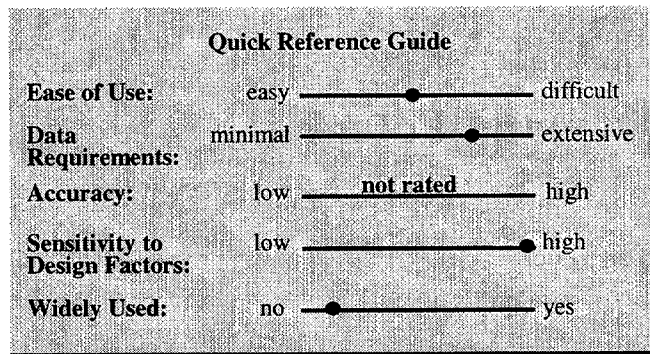 Quick Reference Guide
Ease of Use: easy difficult
Data
Requirements: minimal extensive
Accuracy: low not rated high
Sensitivity to
Design Factors: low high
Widely Used: no yes